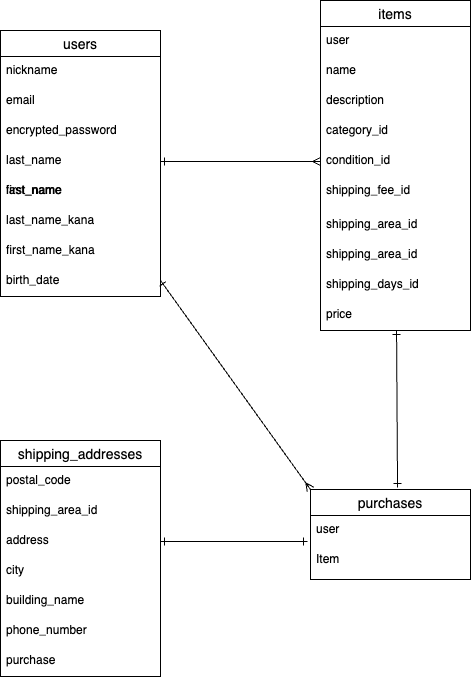 users
nickname
email
encrypted_password
last_name
first_name
last_name_kana
first_name_kana
birth_date
items
user
name
description
category_id
condition_id
shipping_fee_id
shipping_area_id
shipping_area_id
shipping_days_id
price
shipping_addresses
postal_code
shipping_area_id
address
city
building_name
phone_number
purchase
purchases
user
Item